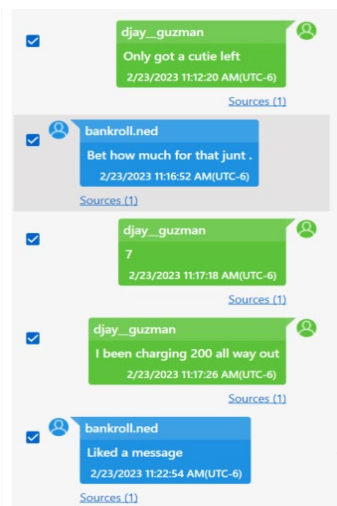 djay__guzman
Only got a cutie left
2/23/2023 11:12:20 AM(UTC-6)
Sources (1)
bankroll.ned
Bet how much for that junt .
2/23/2023 11:16:52 AM(UTC-6)
Sources (1)
djay__guzman
7
2/23/2023 11:17:18 AM(UTC-6)
Sources (1)
djay__guzman
I been charging 200 all way out
2/23/2023 11:17:26 AM(UTC-6)
Sources (1)
bankroll.ned
Liked a message
2/23/2023 11:22:54 AM(UTC-6)
Sources (1)